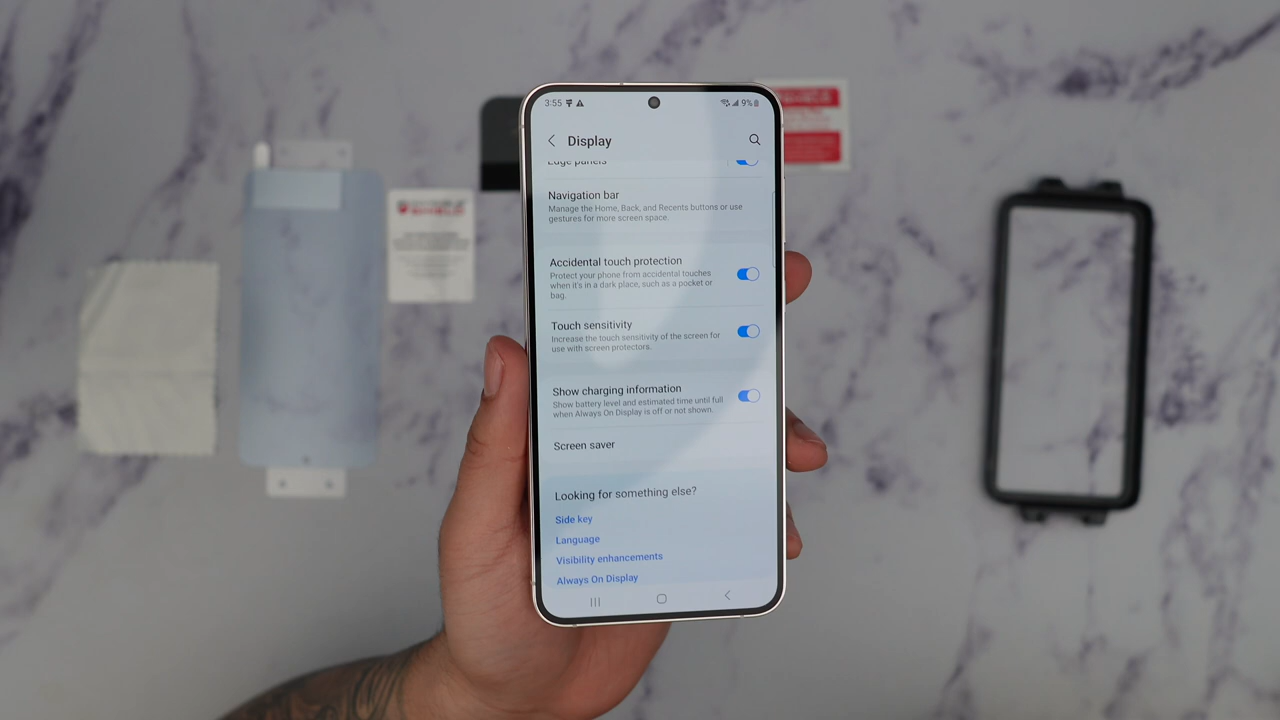 3:55
9%
Display
Edge panels
Navigation bar
Manage the Home, Back, and Recents buttons or use
gestures for more screen space.
Accidental touch protection
Protect your phone from accidental touches
when it's in a dark place, such as a pocket or
bag.
Touch sensitivity
Increase the touch sensitivity of the screen for
use with screen protectors.
Show charging information
Show battery level and estimated time until full
when Always On Display is off or not shown.
Screen saver
Looking for something else?
Side key
Language
Visibility enhancements
Always On Display
SHIELD